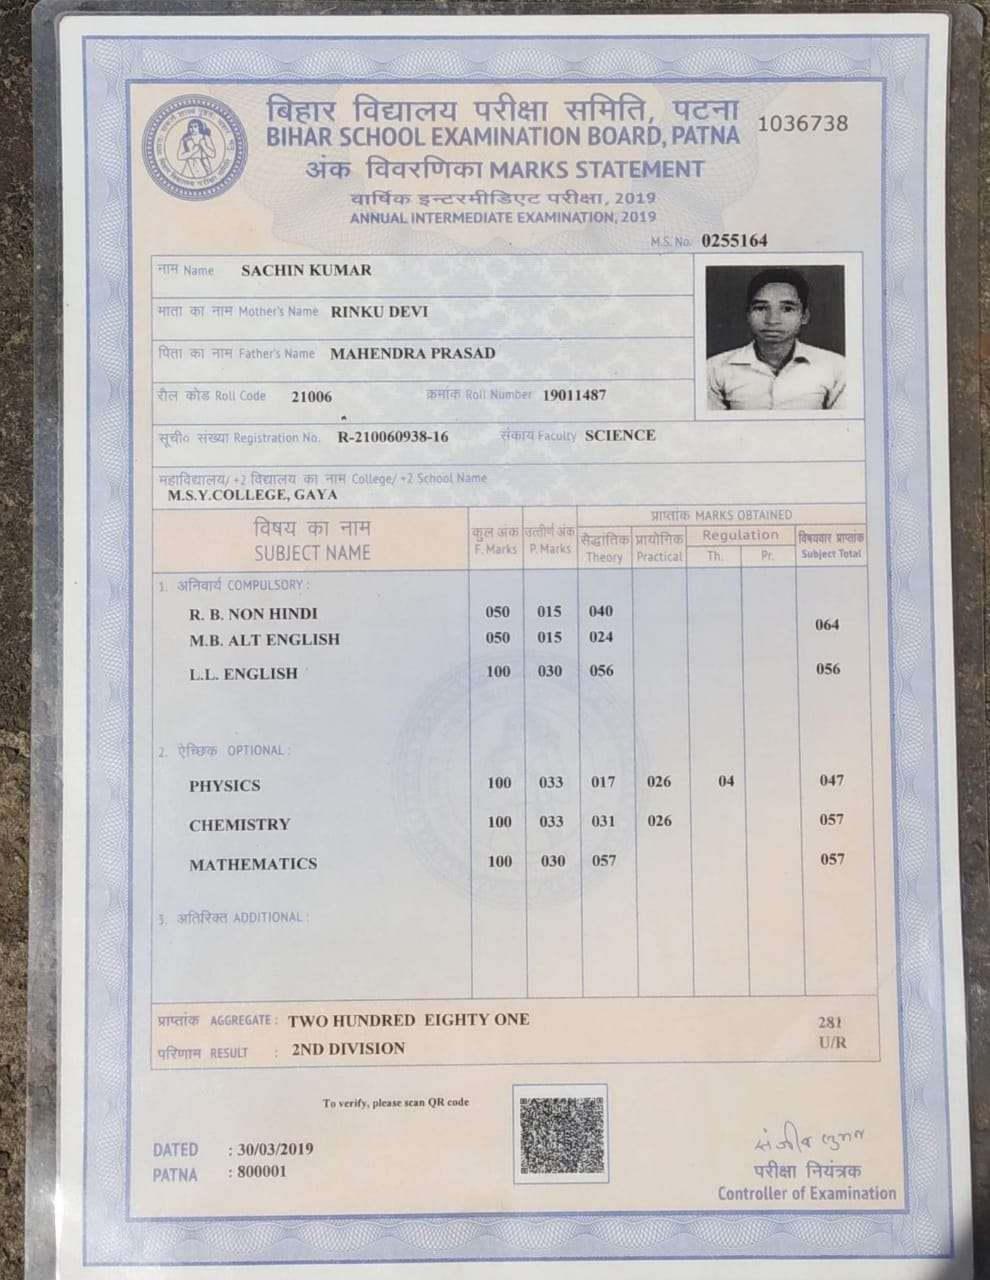 बिहार विद्यालय परीक्षा समिति, पटना
BIHAR SCHOOL EXAMINATION BOARD, PATNA
1036738
अंक विवरणिका MARKS STATEMENT
वार्षिक इन्टरमीडिएट परीक्षा, 2019
ANNUAL INTERMEDIATE EXAMINATION, 2019
M.S. No. 0255164
नाम Name SACHIN KUMAR
माता का नाम Mother's Name RINKU DEVI
पिता का नाम Father's Name MAHENDRA PRASAD
रौल कोड Roll Code 21006 क्रमांक Roll Number 19011487
सूची० संख्या Registration No. R-210060938-16 संकाय Faculty SCIENCE
महाविद्यालय/ +2 विद्यालय का नाम College/ +2 School Name
M.S.Y.COLLEGE, GAYA
विषय का नाम कुल अंक उत्तीर्ण अंक प्राप्तांक MARKS OBTAINED
SUBJECT NAME F. Marks P. Marks सैद्धांतिक प्रायोगिक Regulation विषयवार प्राप्तांक
Theory Practical Th. Pr. Subject Total
1. अनिवार्य COMPULSORY :
R. B. NON HINDI 050 015 040
064
M.B. ALT ENGLISH 050 015 024
L.L. ENGLISH 100 030 056 056
2. ऐच्छिक OPTIONAL :
PHYSICS 100 033 017 026 04 047
CHEMISTRY 100 033 031 026 057
MATHEMATICS 100 030 057 057
3. अतिरिक्त ADDITIONAL :
प्राप्तांक AGGREGATE : TWO HUNDRED EIGHTY ONE 281
परिणाम RESULT : 2ND DIVISION U/R
To verify, please scan QR code
DATED : 30/03/2019
PATNA : 800001
परीक्षा नियंत्रक
Controller of Examination